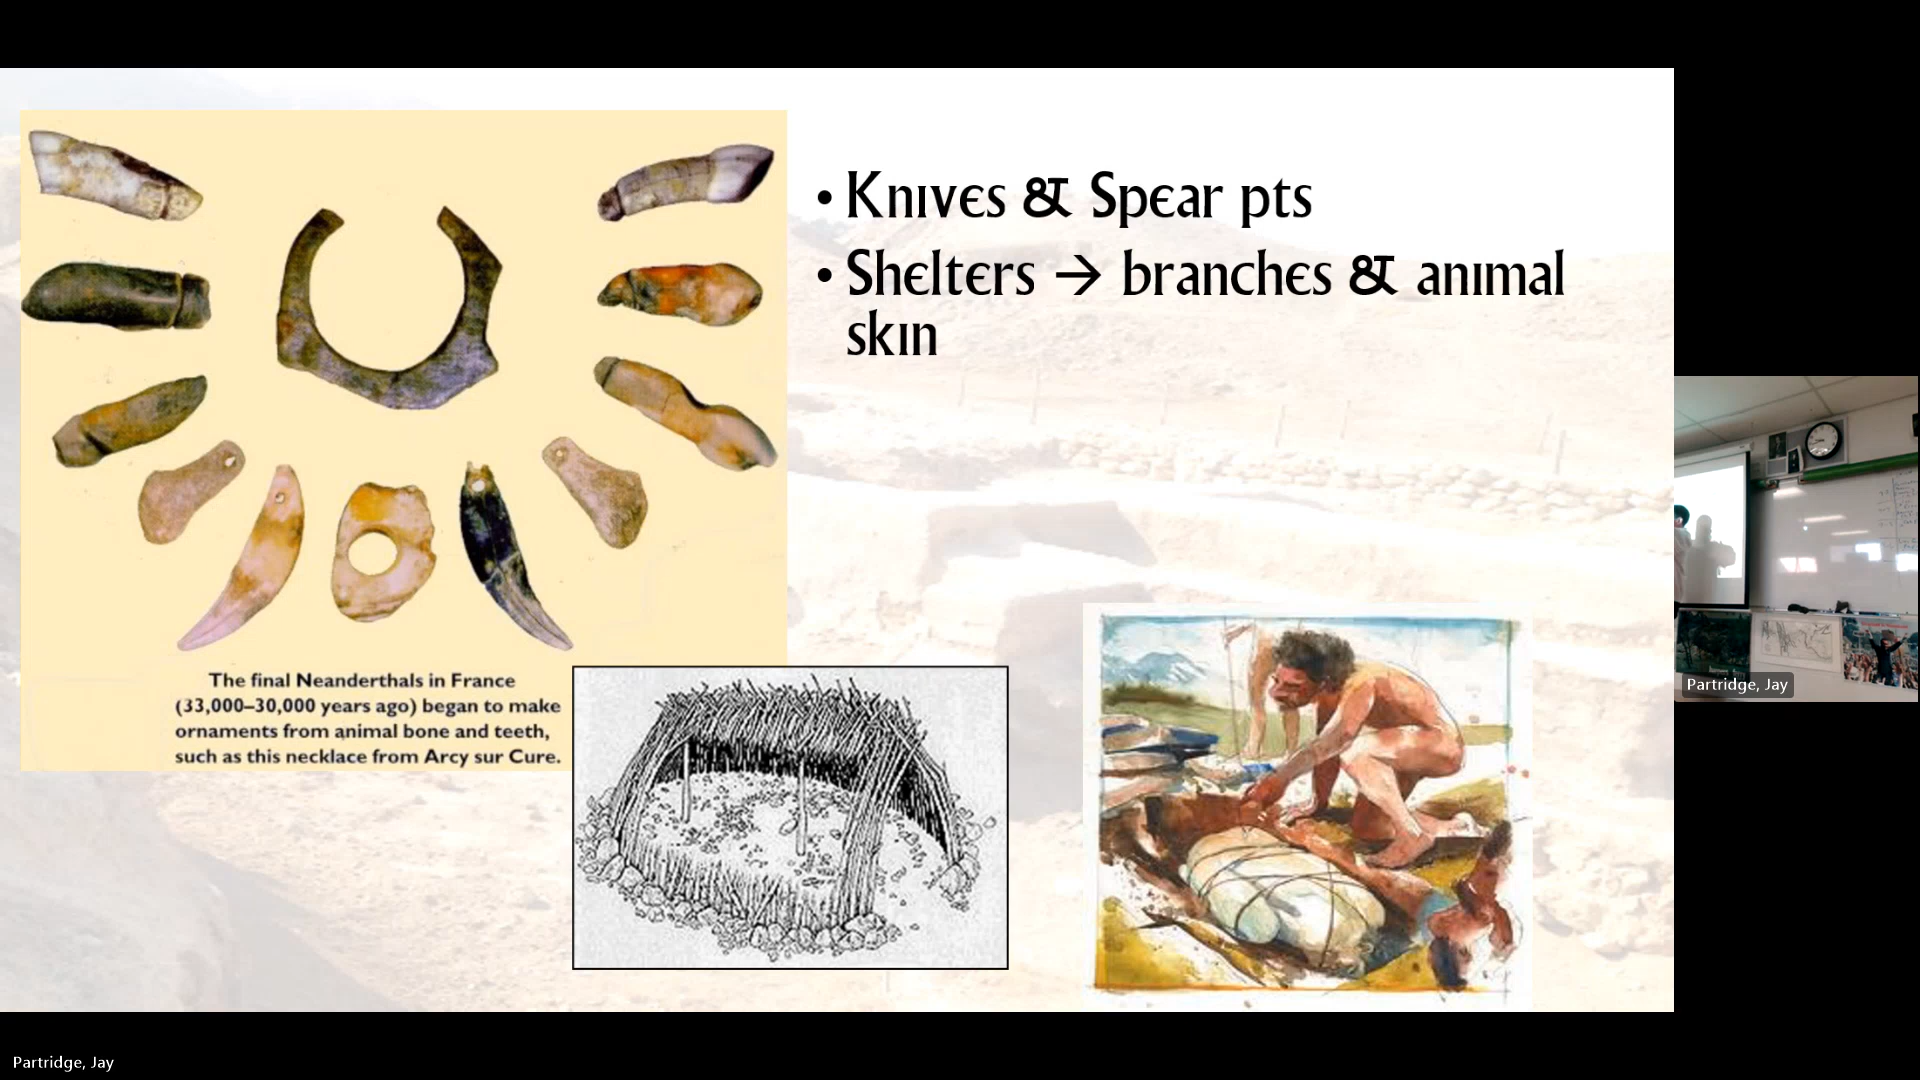 • Knives & Spear pts
• Shelters → branches & animal
skin
The final Neanderthals in France
(33,000–30,000 years ago) began to make
ornaments from animal bone and teeth,
such as this necklace from Arcy sur Cure.
Partridge, Jay
Partridge, Jay